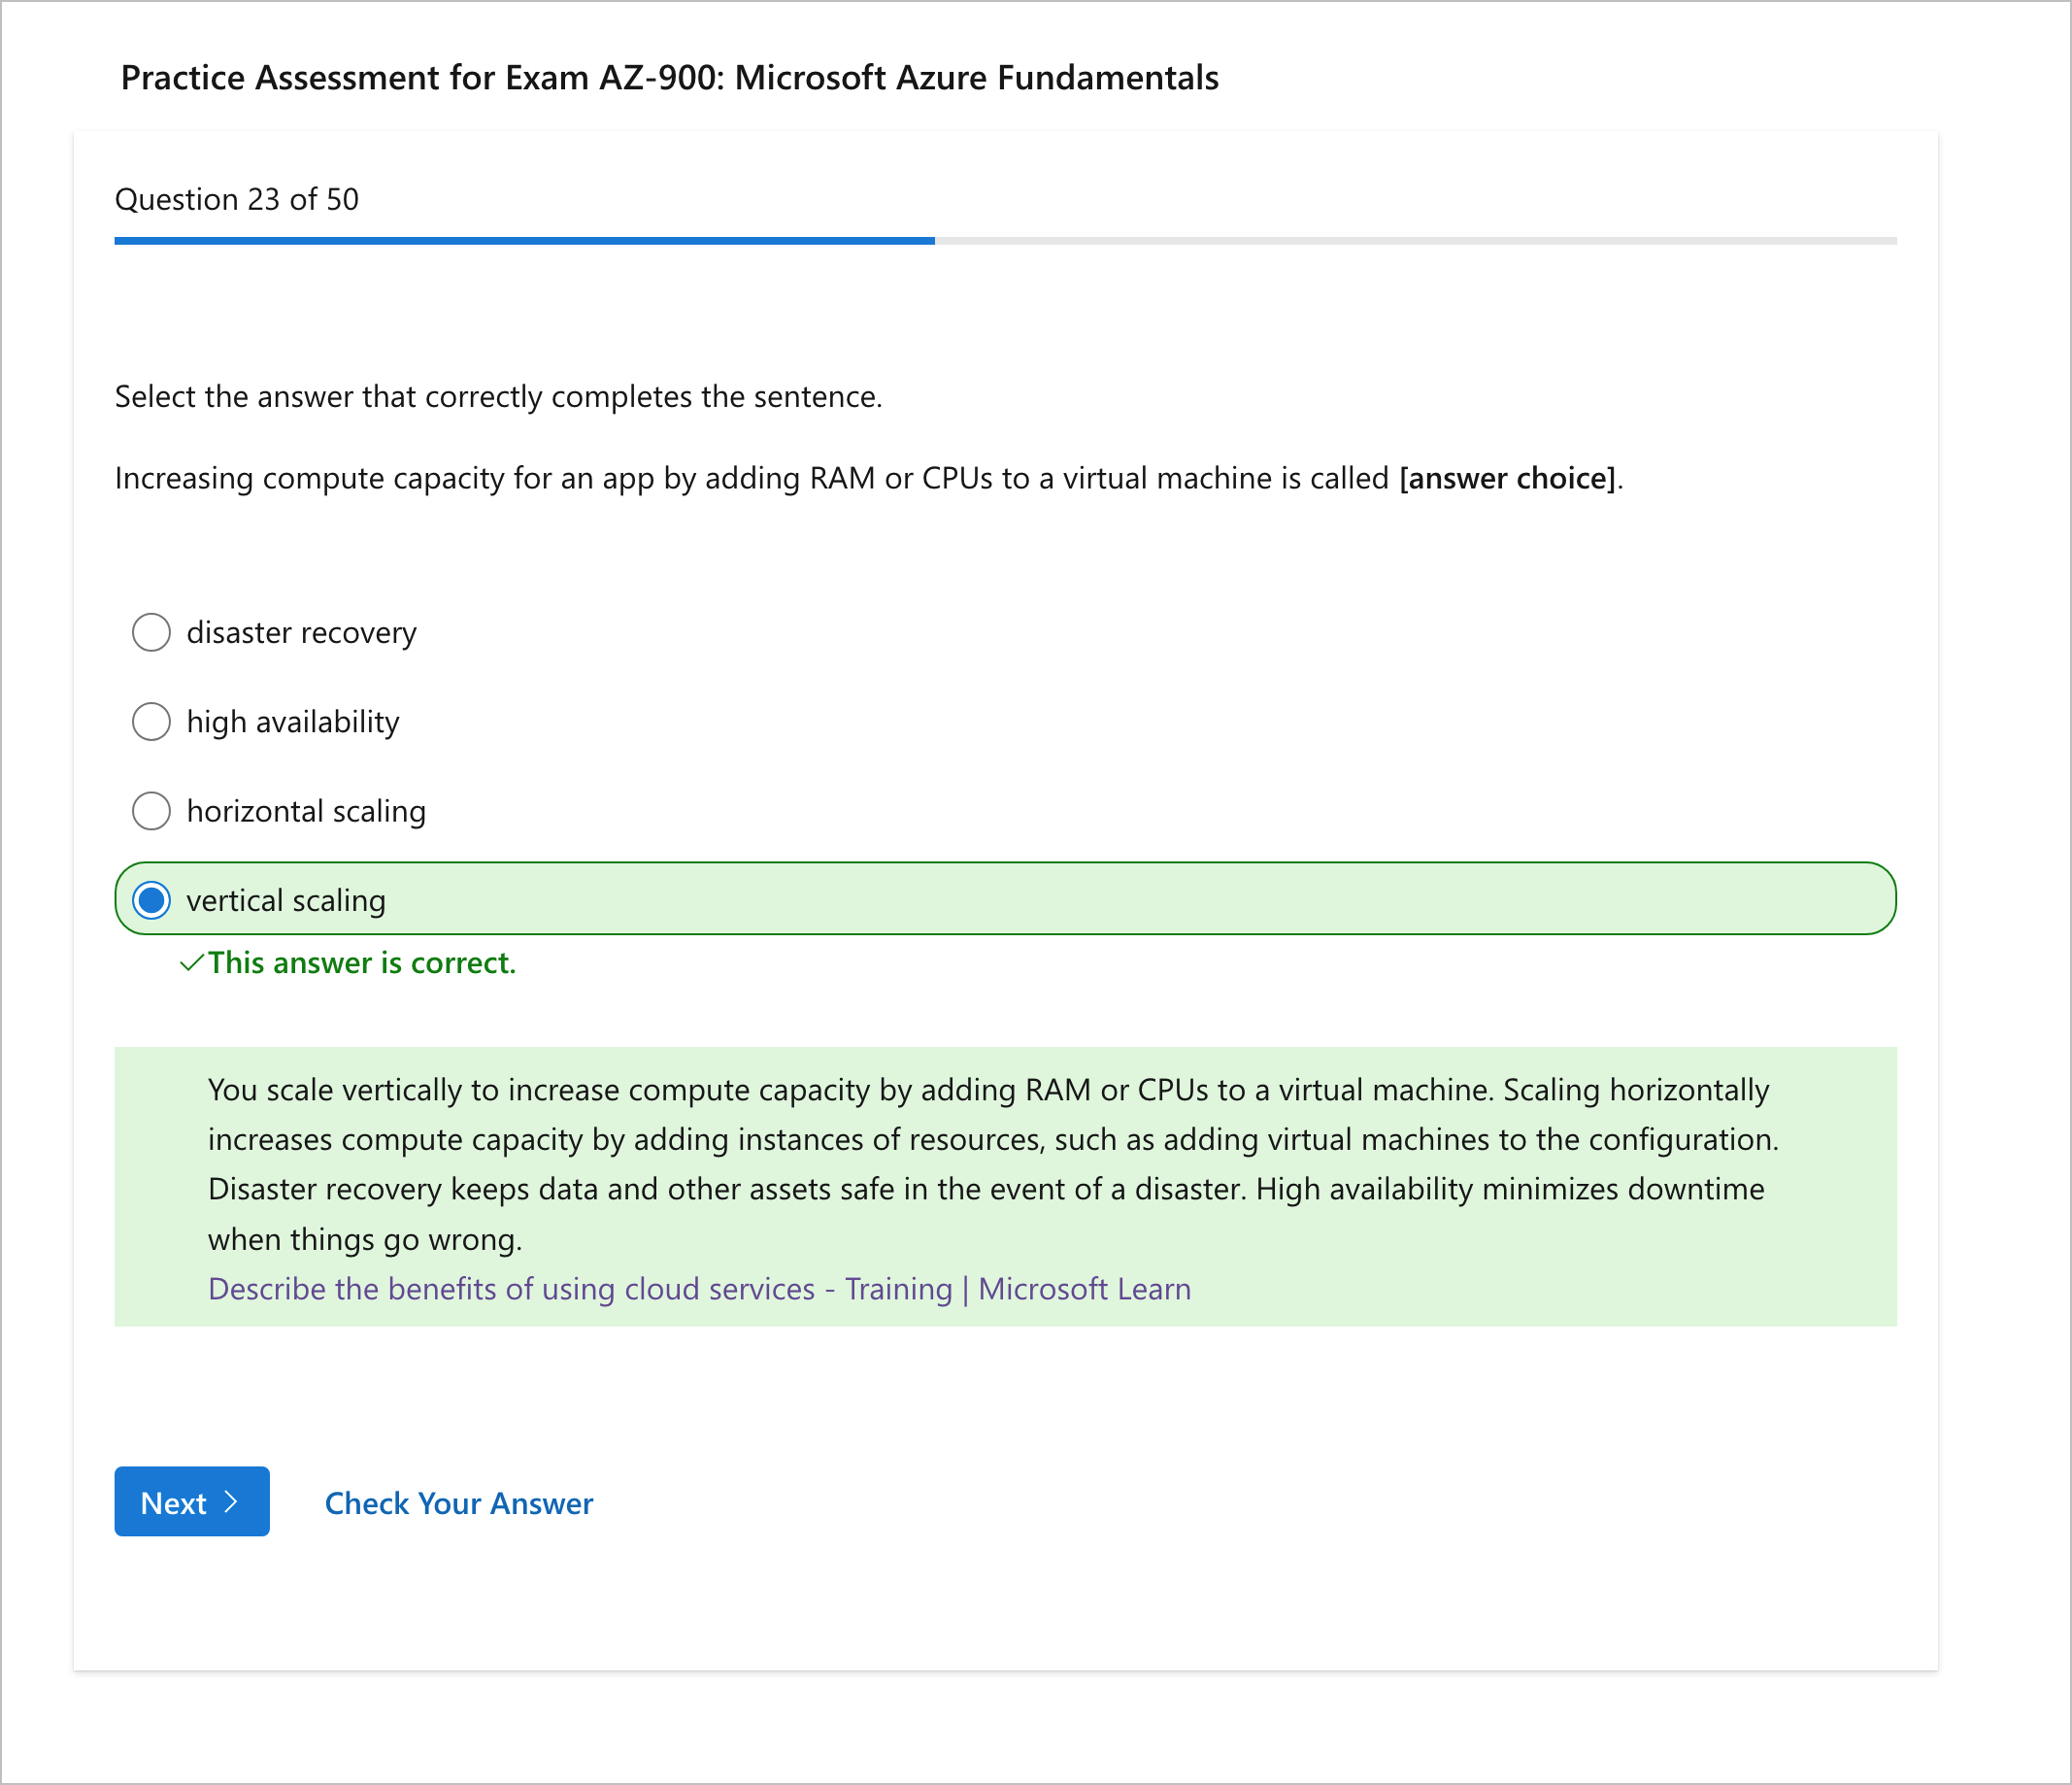 Practice Assessment for Exam AZ-900: Microsoft Azure Fundamentals
Question 23 of 50
Select the answer that correctly completes the sentence.
Increasing compute capacity for an app by adding RAM or CPUs to a virtual machine is called [answer choice].
disaster recovery
high availability
horizontal scaling
vertical scaling
This answer is correct.
You scale vertically to increase compute capacity by adding RAM or CPUs to a virtual machine. Scaling horizontally
increases compute capacity by adding instances of resources, such as adding virtual machines to the configuration.
Disaster recovery keeps data and other assets safe in the event of a disaster. High availability minimizes downtime
when things go wrong.
Describe the benefits of using cloud services - Training | Microsoft Learn
Next
Check Your Answer